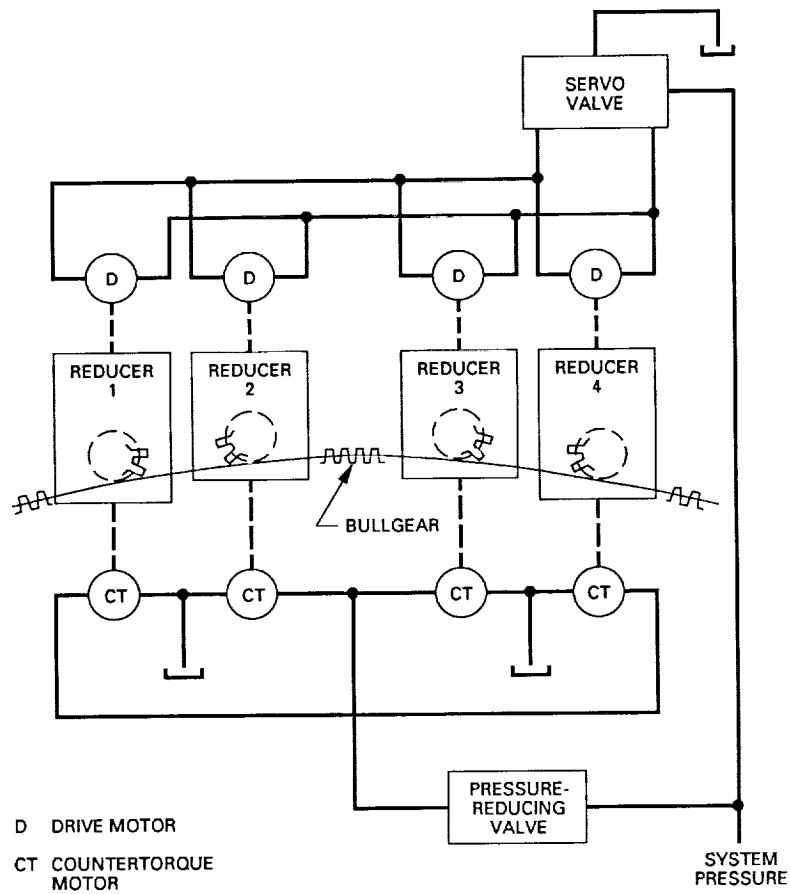 SERVO
VALVE
D
D
D
D
REDUCER
1
REDUCER
2
REDUCER
3
REDUCER
4
BULLGEAR
CT
CT
CT
CT
PRESSURE-
REDUCING
VALVE
D DRIVE MOTOR
CT COUNTERTORQUE
MOTOR
SYSTEM
PRESSURE